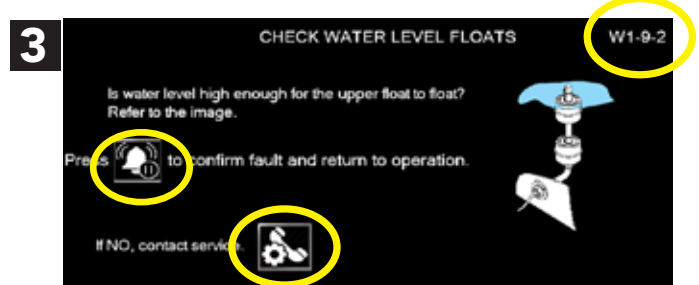 3
CHECK WATER LEVEL FLOATS
W1-9-2
Is water level high enough for the upper float to float?
Refer to the image.
Press to confirm fault and return to operation.
If NO, contact service.